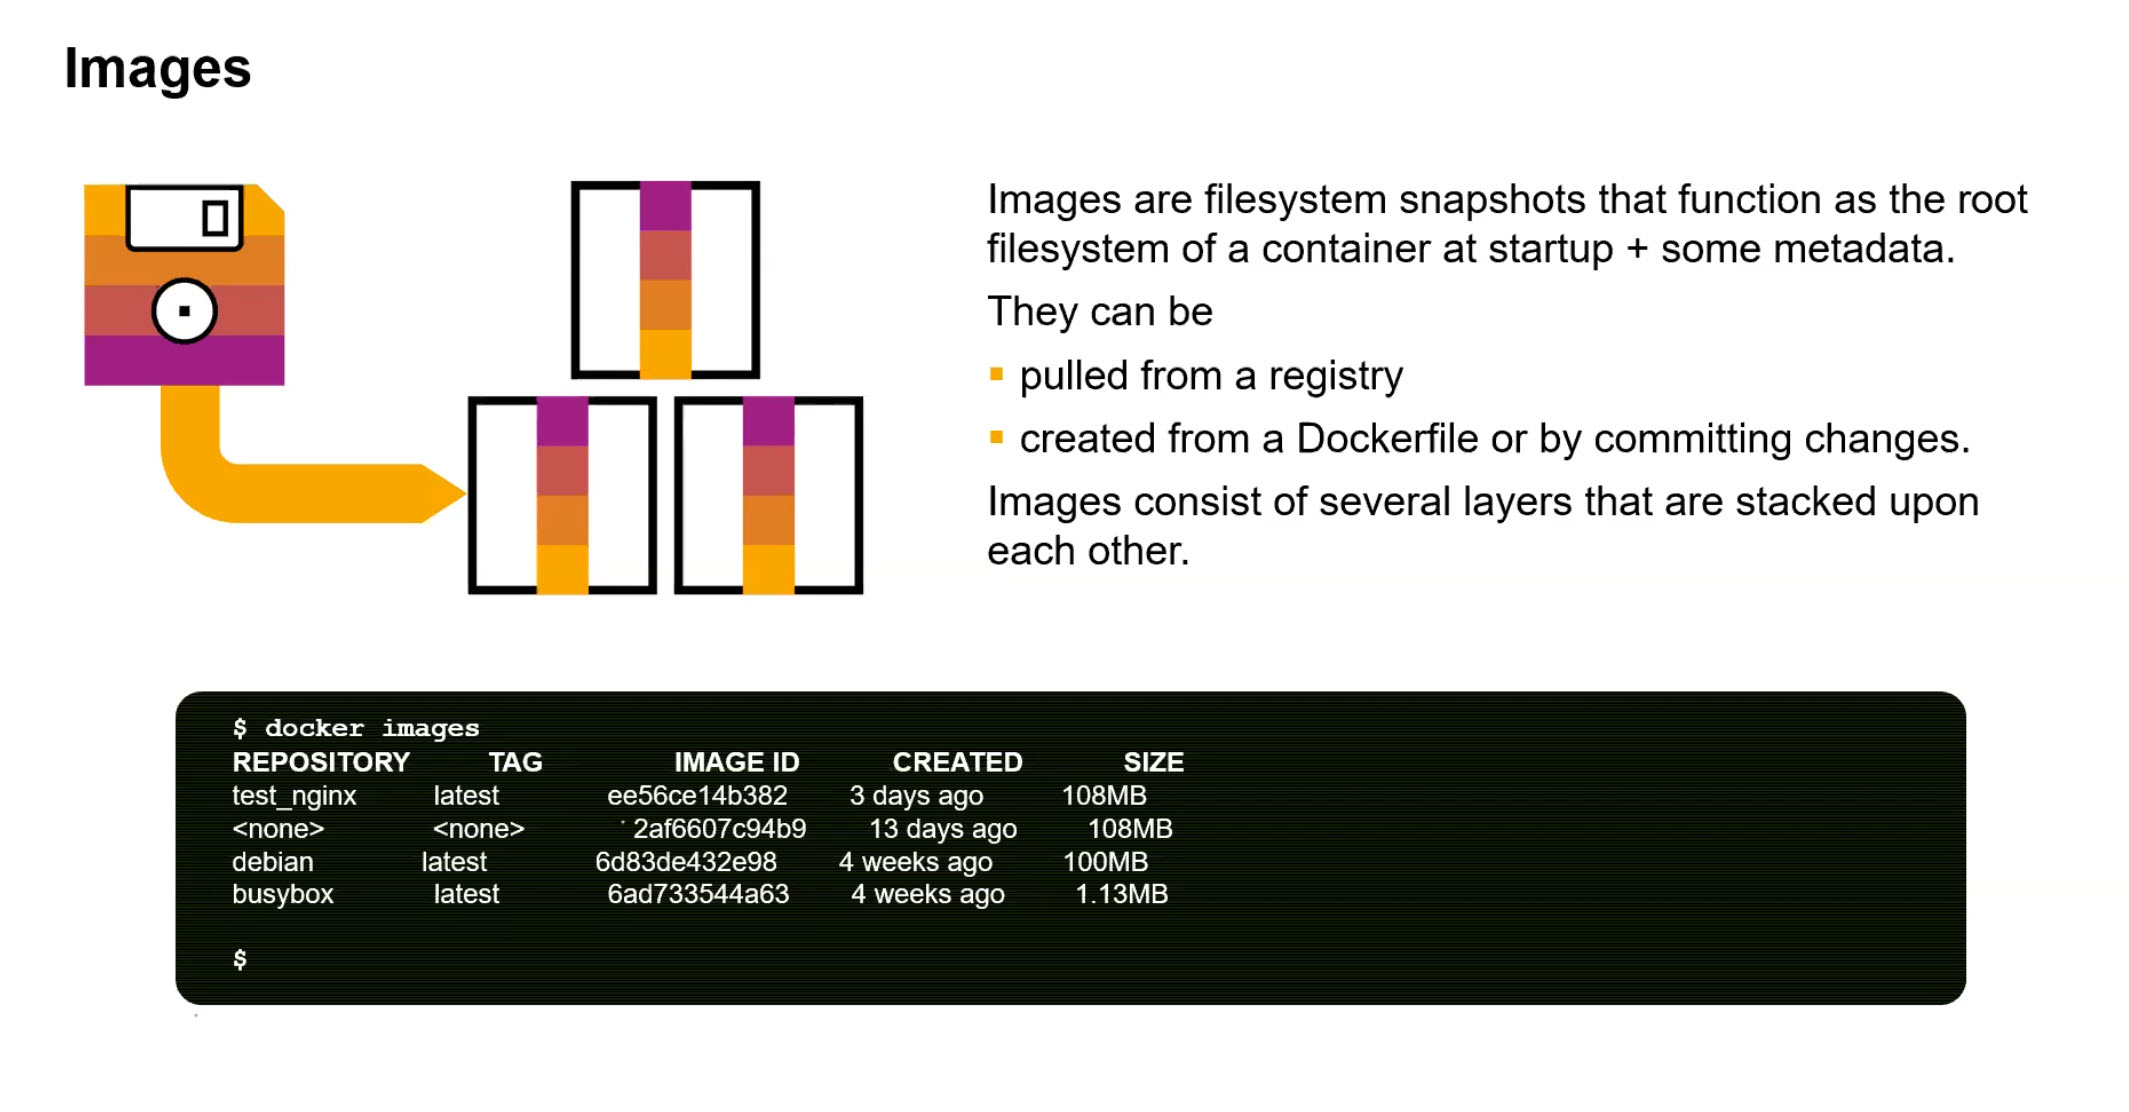 Images
Images are filesystem snapshots that function as the root
filesystem of a container at startup + some metadata.
They can be
▪ pulled from a registry
▪ created from a Dockerfile or by committing changes.
Images consist of several layers that are stacked upon
each other.
$ docker images
REPOSITORY TAG IMAGE ID CREATED SIZE
test_nginx latest ee56ce14b382 3 days ago 108MB
<none> <none> 2af6607c94b9 13 days ago 108MB
debian latest 6d83de432e98 4 weeks ago 100MB
busybox latest 6ad733544a63 4 weeks ago 1.13MB
$